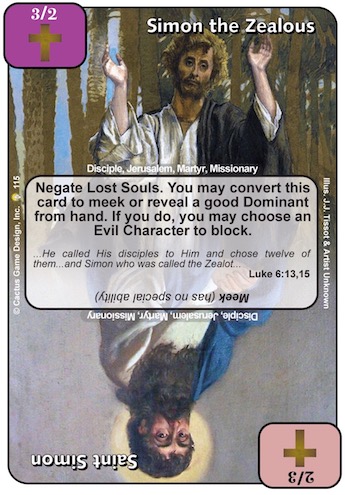 3/2
Simon the Zealous
Disciple, Jerusalem, Martyr, Missionary
Negate Lost Souls. You may convert this
card to meek or reveal a good Dominant
from hand. If you do, you may choose an
Evil Character to block.
...He called His disciples to Him and chose twelve of
them...and Simon who was called the Zealot...
Luke 6:13,15
© Cactus Game Design, Inc. 115
Illus. J.J. Tissot & Artist Unknown
Meek (has no special ability)
Disciple, Jerusalem, Martyr, Missionary
Saint Simon
2/3